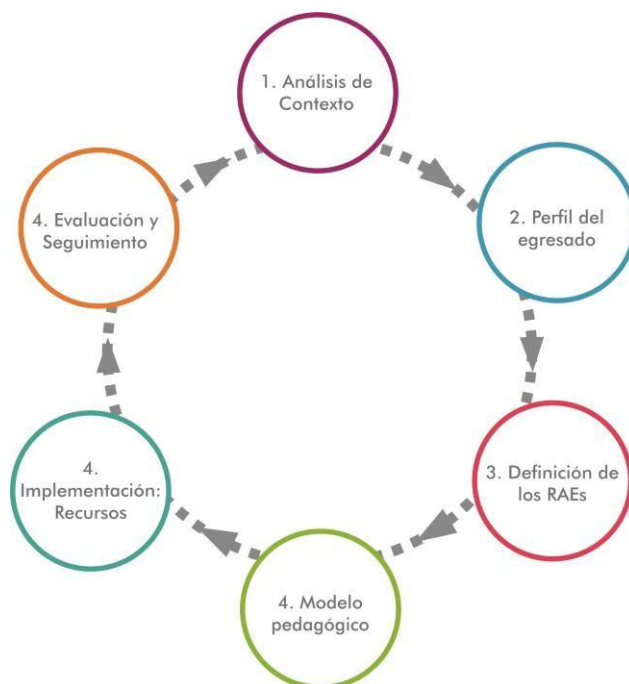 1. Análisis de
Contexto
2. Perfil del
egresado
3. Definición de
los RAEs
4. Modelo
pedagógico
4.
Implementación:
Recursos
4. Evaluación y
Seguimiento